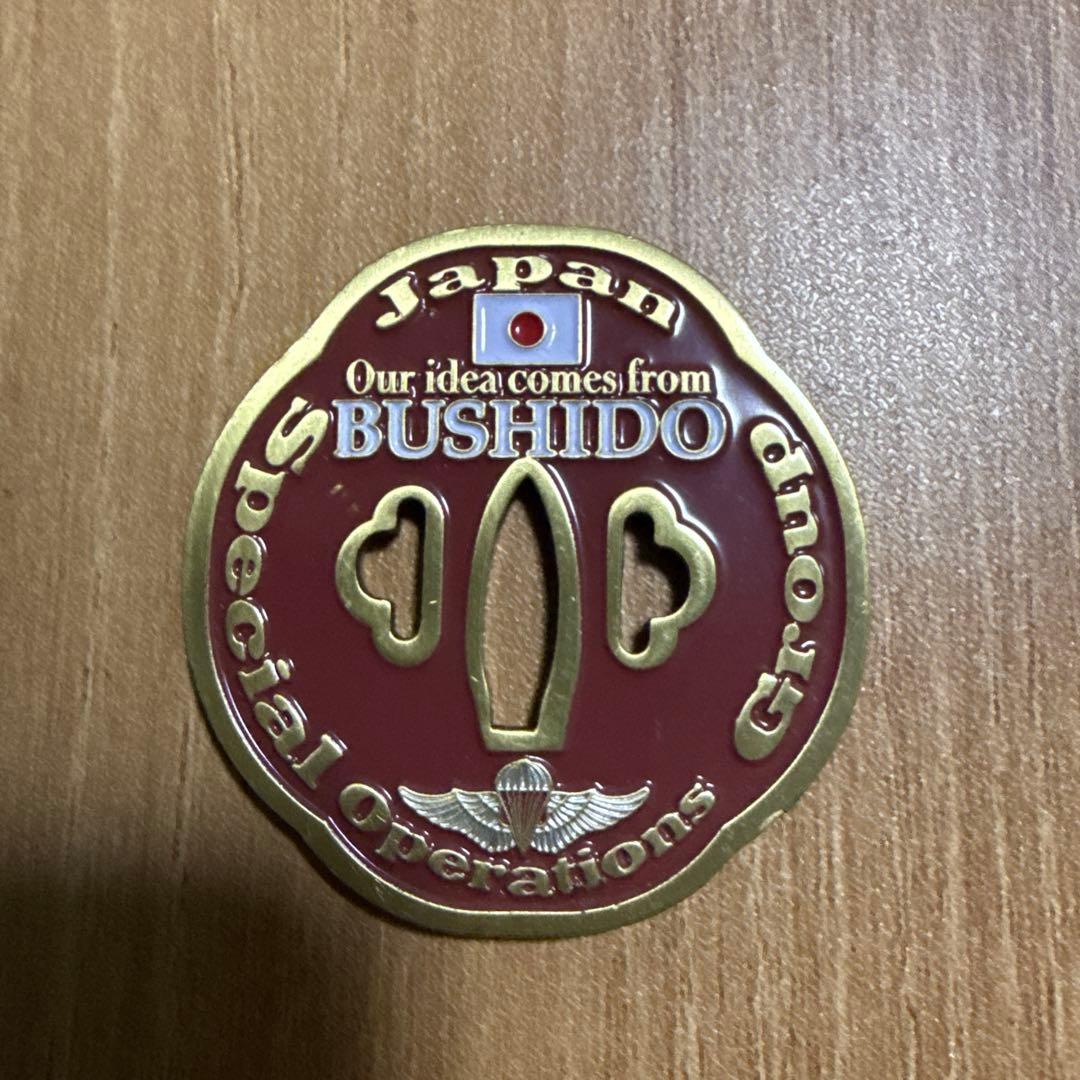 Japan
Our idea comes from
BUSHIDO
Special Operations Group